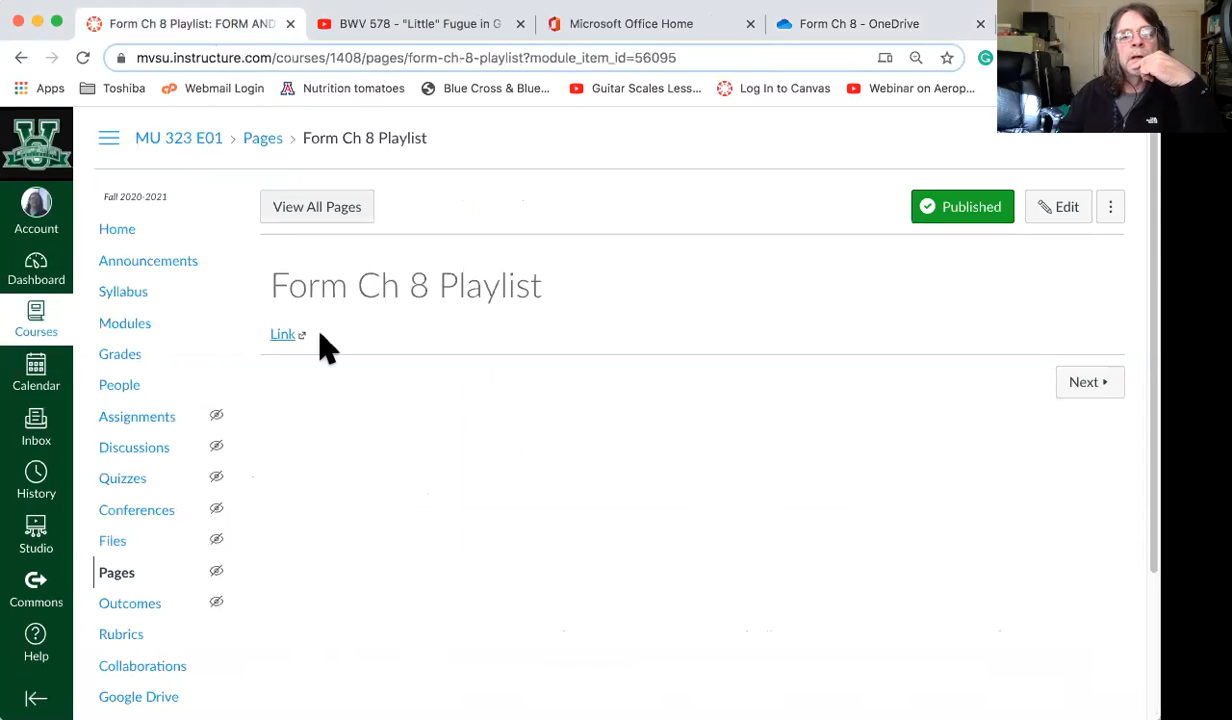 Form Ch 8 Playlist: FORM AND
BWV 578 - "Little" Fugue in G
Microsoft Office Home
Form Ch 8 - OneDrive
mvsu.instructure.com/courses/1408/pages/form-ch-8-playlist?module_item_id=56095
Apps
Toshiba
Webmail Login
Nutrition tomatoes
Blue Cross & Blue...
Guitar Scales Less...
Log In to Canvas
Webinar on Aerop...
MU 323 E01 > Pages > Form Ch 8 Playlist
Fall 2020-2021
View All Pages
Published
Edit
Account
Dashboard
Courses
Calendar
Inbox
History
Studio
Commons
Help
Home
Announcements
Syllabus
Modules
Grades
People
Assignments
Discussions
Quizzes
Conferences
Files
Pages
Outcomes
Rubrics
Collaborations
Google Drive
Form Ch 8 Playlist
Link
Next